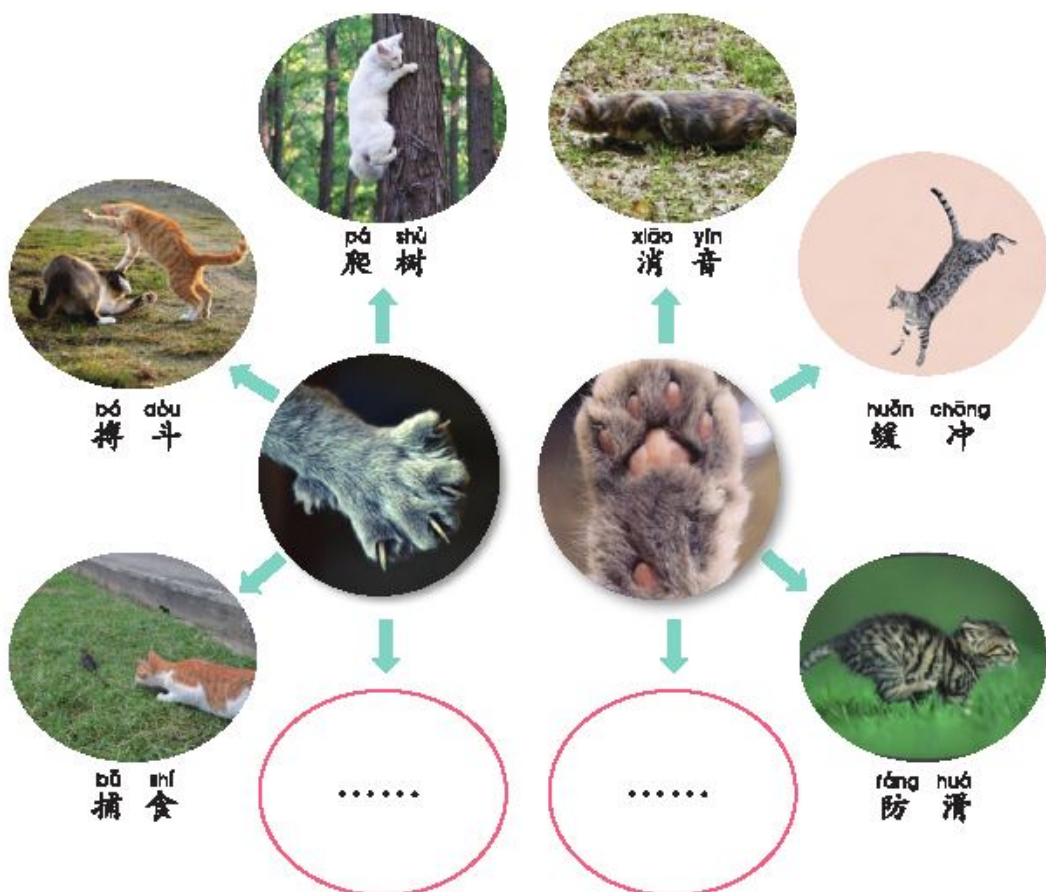 pá shù
爬 树
xiāo yīn
消 音
bó dòu
搏 斗
huǎn chōng
缓 冲
bǔ shí
捕 食
fáng huá
防 滑
······
······